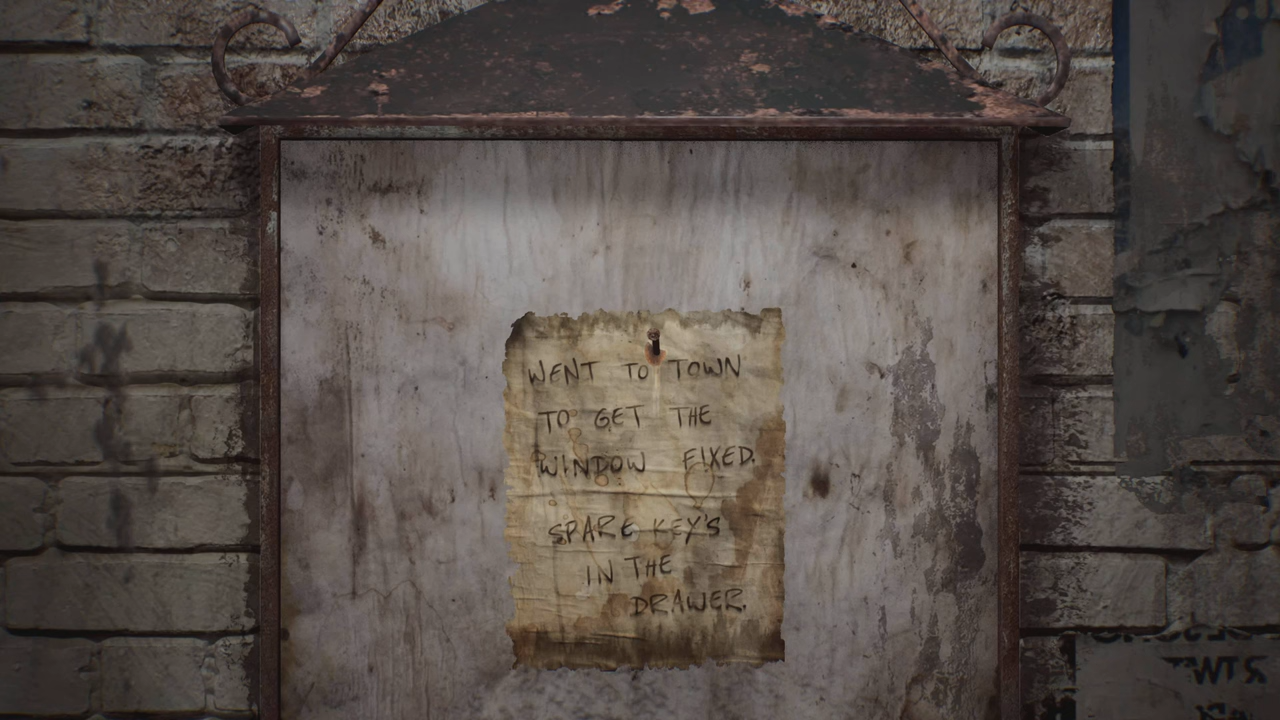 WENT TO TOWN
TO GET THE
WINDOW FIXED.
SPARE KEY'S
IN THE
DRAWER.